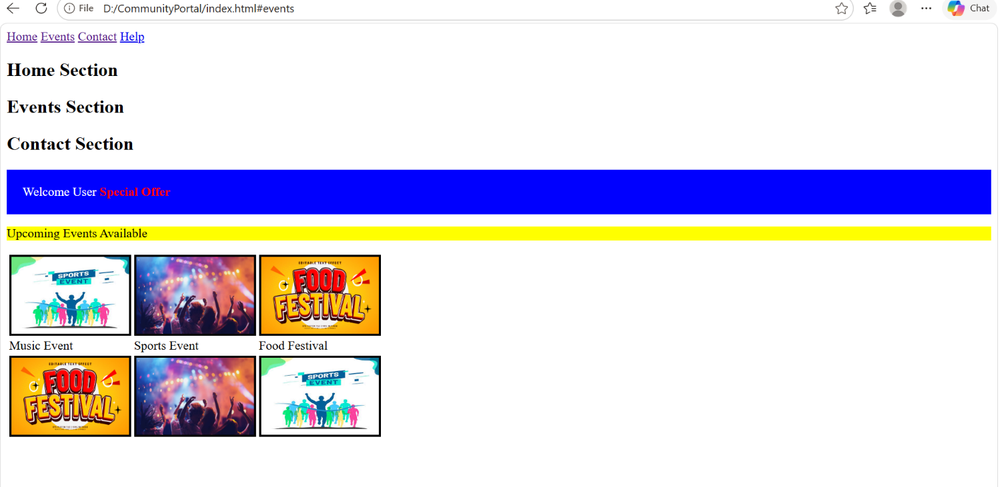 File D:/CommunityPortal/index.html#events Chat
Home Events Contact Help
Home Section
Events Section
Contact Section
Welcome User Special Offer
Upcoming Events Available
SPORTS
EVENT
EDITABLE TEXT EFFECT
FOOD
FESTIVAL
Music Event Sports Event Food Festival
EDITABLE TEXT EFFECT
FOOD
FESTIVAL
SPORTS
EVENT